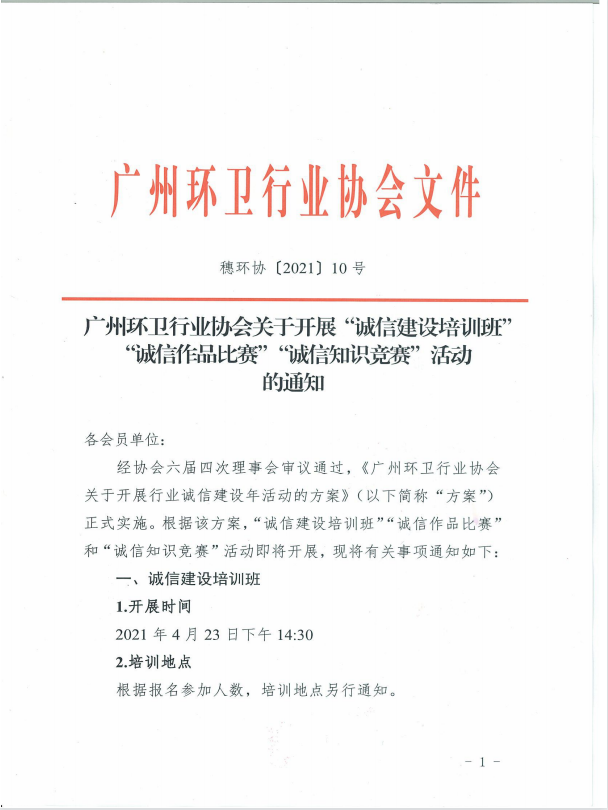 广州环卫行业协会文件
穗环协〔2021〕10 号
广州环卫行业协会关于开展“诚信建设培训班”
“诚信作品比赛”“诚信知识竞赛”活动
的通知
各会员单位：
经协会六届四次理事会审议通过，《广州环卫行业协会
关于开展行业诚信建设年活动的方案》（以下简称“方案”）
正式实施。根据该方案，“诚信建设培训班”“诚信作品比赛”
和“诚信知识竞赛”活动即将开展，现将有关事项通知如下：
一、诚信建设培训班
1.开展时间
2021 年 4 月 23 日下午 14:30
2.培训地点
根据报名参加人数，培训地点另行通知。
- 1 -